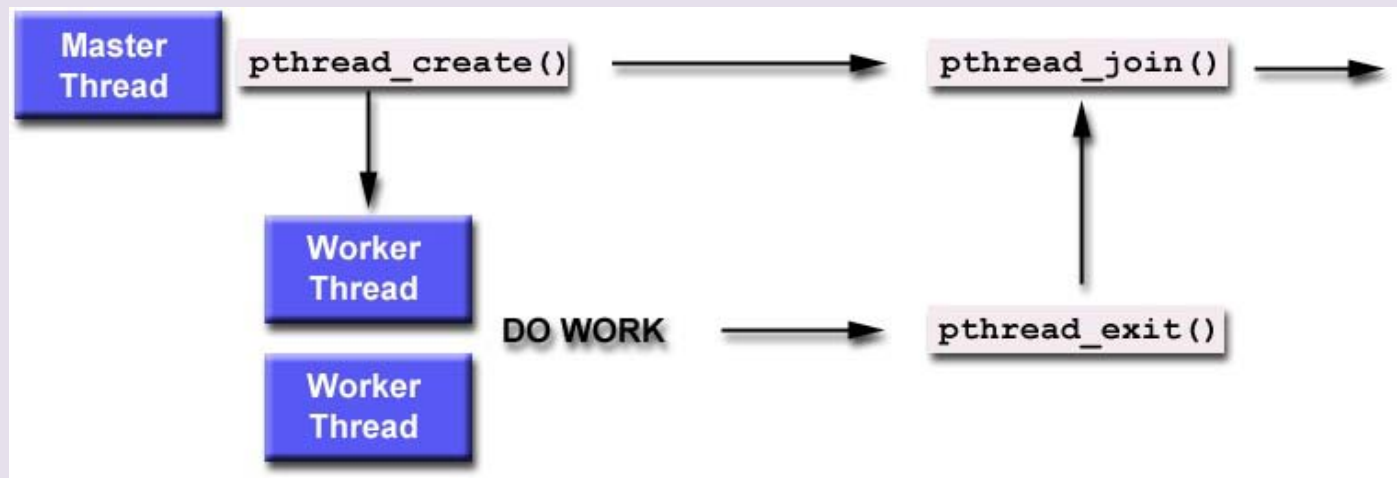 Master
Thread
pthread_create()
pthread_join()
Worker
Thread
DO WORK
pthread_exit()
Worker
Thread